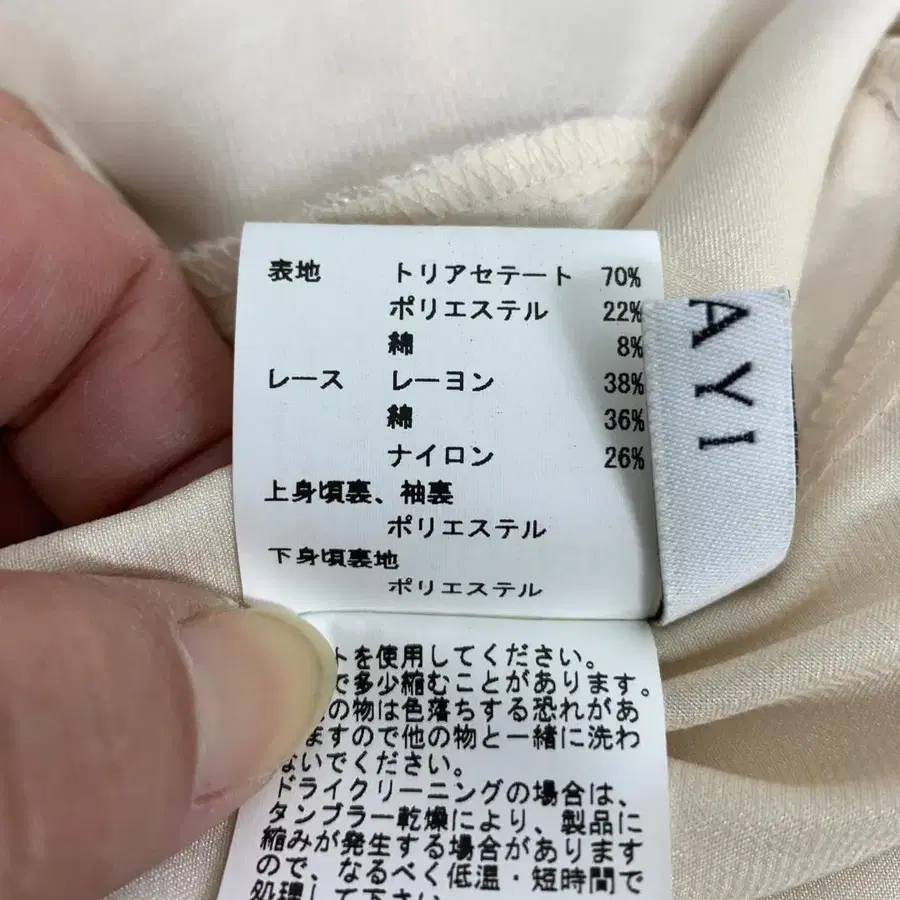 表地 トリアセテート 70%
ポリエステル 22%
綿 8%
レース レーヨン 38%
綿 36%
ナイロン 26%
上身頃裏、袖裏
ポリエステル
下身頃裏地
ポリエステル
AYI
トを使用してください。
で多少縮むことがあります。
の物は色落ちする恐れがあ
ますので他の物と一緒に洗わ
ないでください。
ドライクリーニングの場合は、
タンブラー乾燥により、製品に
縮みが発生する場合があります
ので、なるべく低温・短時間で
処理して下さい。